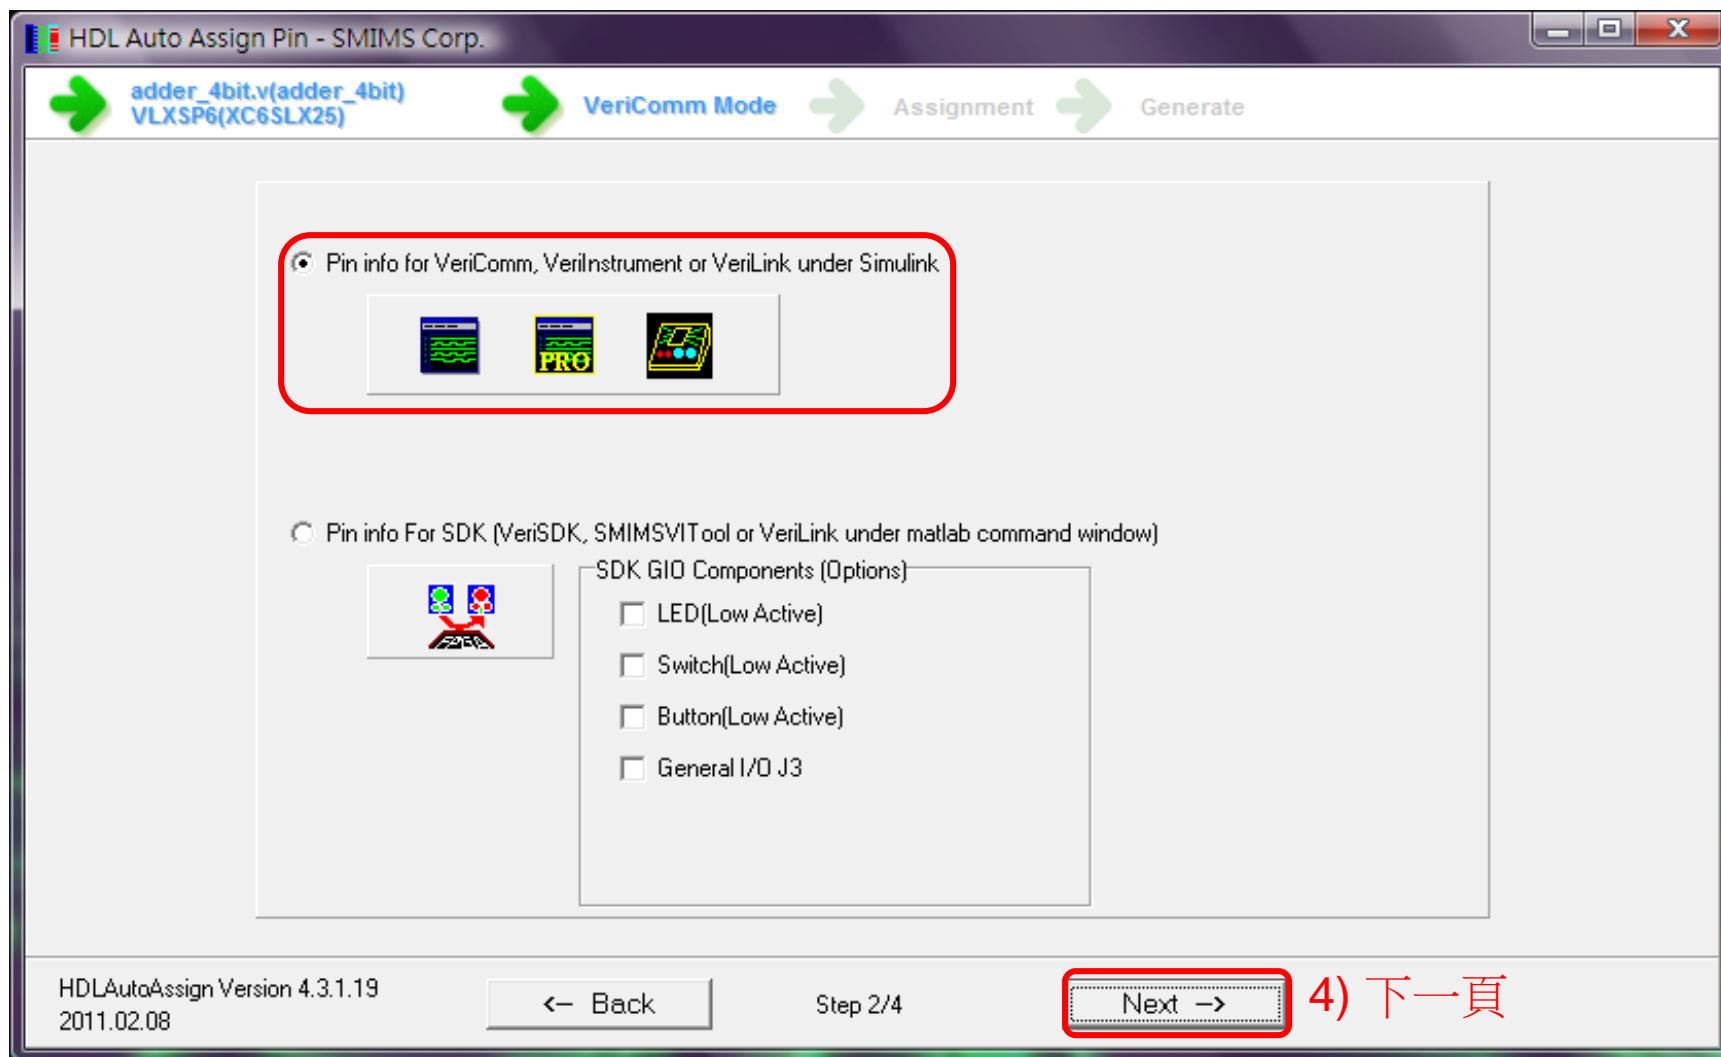 HDL Auto Assign Pin - SMIMS Corp.
adder_4bit.v(adder_4bit)
VLXSP6(XC6SLX25)
VeriComm Mode
Assignment
Generate
Pin info for VeriComm, VeriInstrument or VeriLink under Simulink
PRO
Pin info For SDK (VeriSDK, SMIMSVITool or VeriLink under matlab command window)
SDK GIO Components (Options)
LED(Low Active)
Switch(Low Active)
Button(Low Active)
General I/O J3
HDLAutoAssign Version 4.3.1.19
2011.02.08
<- Back
Step 2/4
Next ->
4) 下一頁